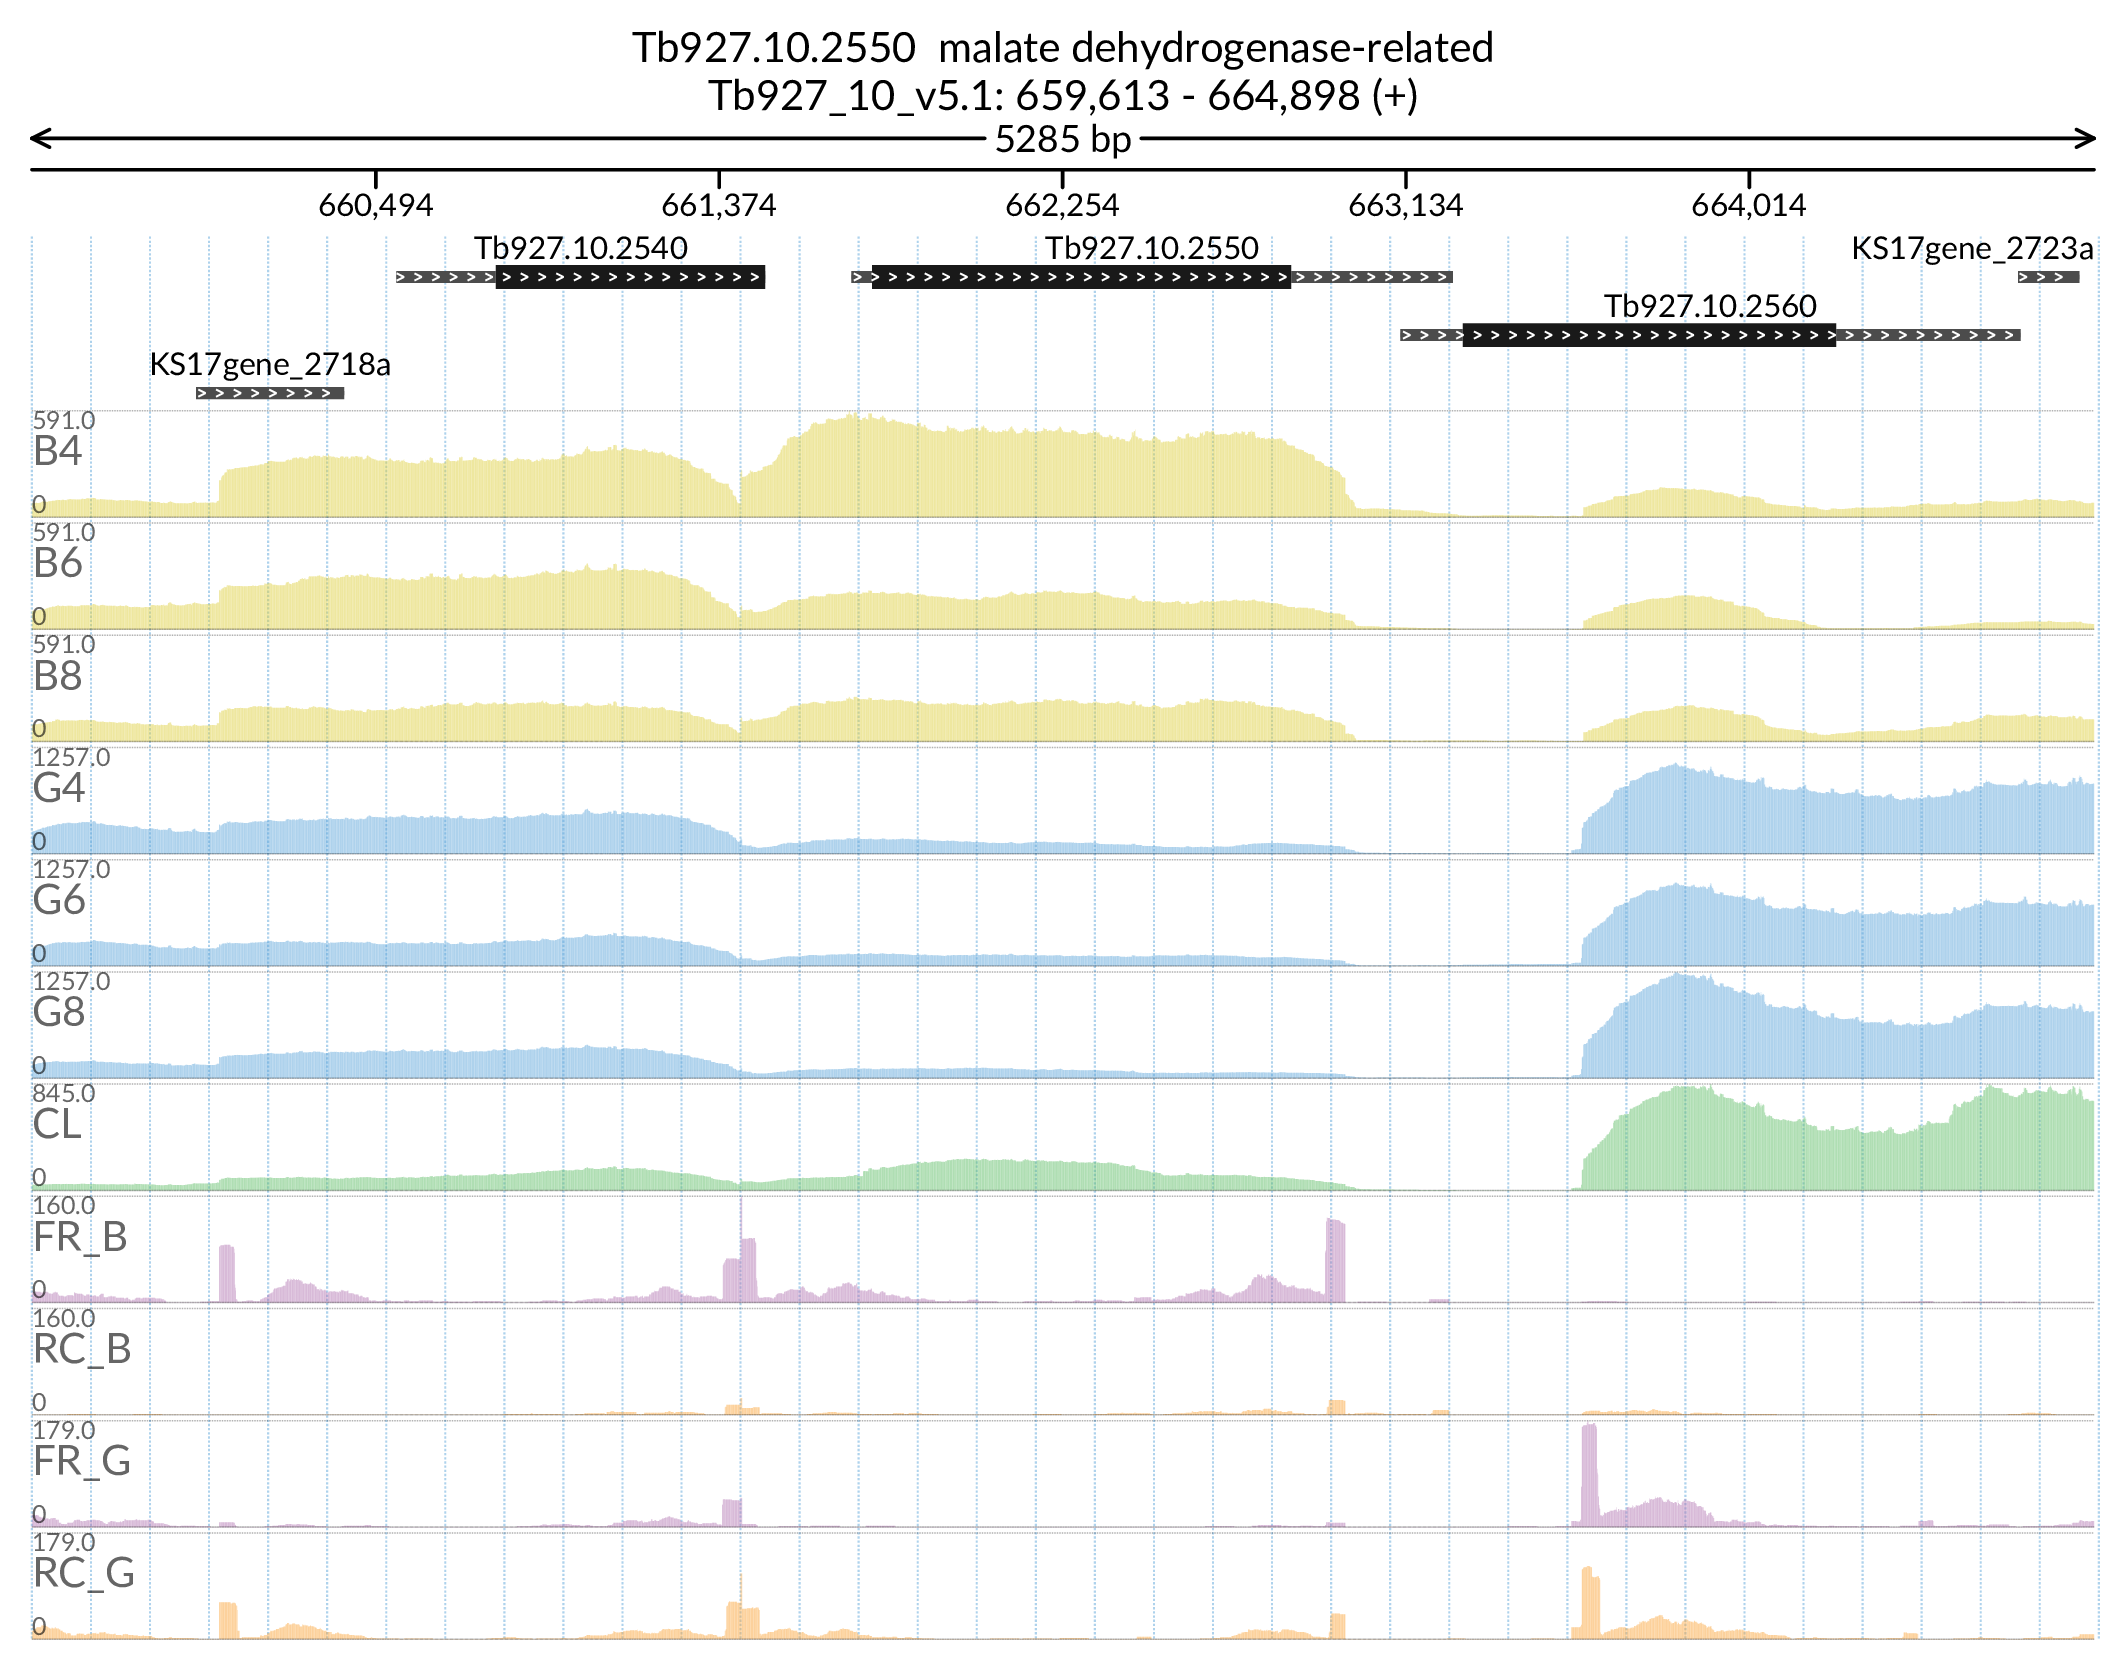 Tb927.10.2550  malate dehydrogenase-related
Tb927_10_v5.1: 659,613 - 664,898 (+)
5285 bp
660,494 661,374 662,254 663,134 664,014
Tb927.10.2540 Tb927.10.2550 KS17gene_2723a
Tb927.10.2560
KS17gene_2718a
591.0
B4
0
591.0
B6
0
591.0
B8
0
1257.0
G4
0
1257.0
G6
0
1257.0
G8
0
845.0
CL
0
160.0
FR_B
0
160.0
RC_B
0
179.0
FR_G
0
179.0
RC_G
0